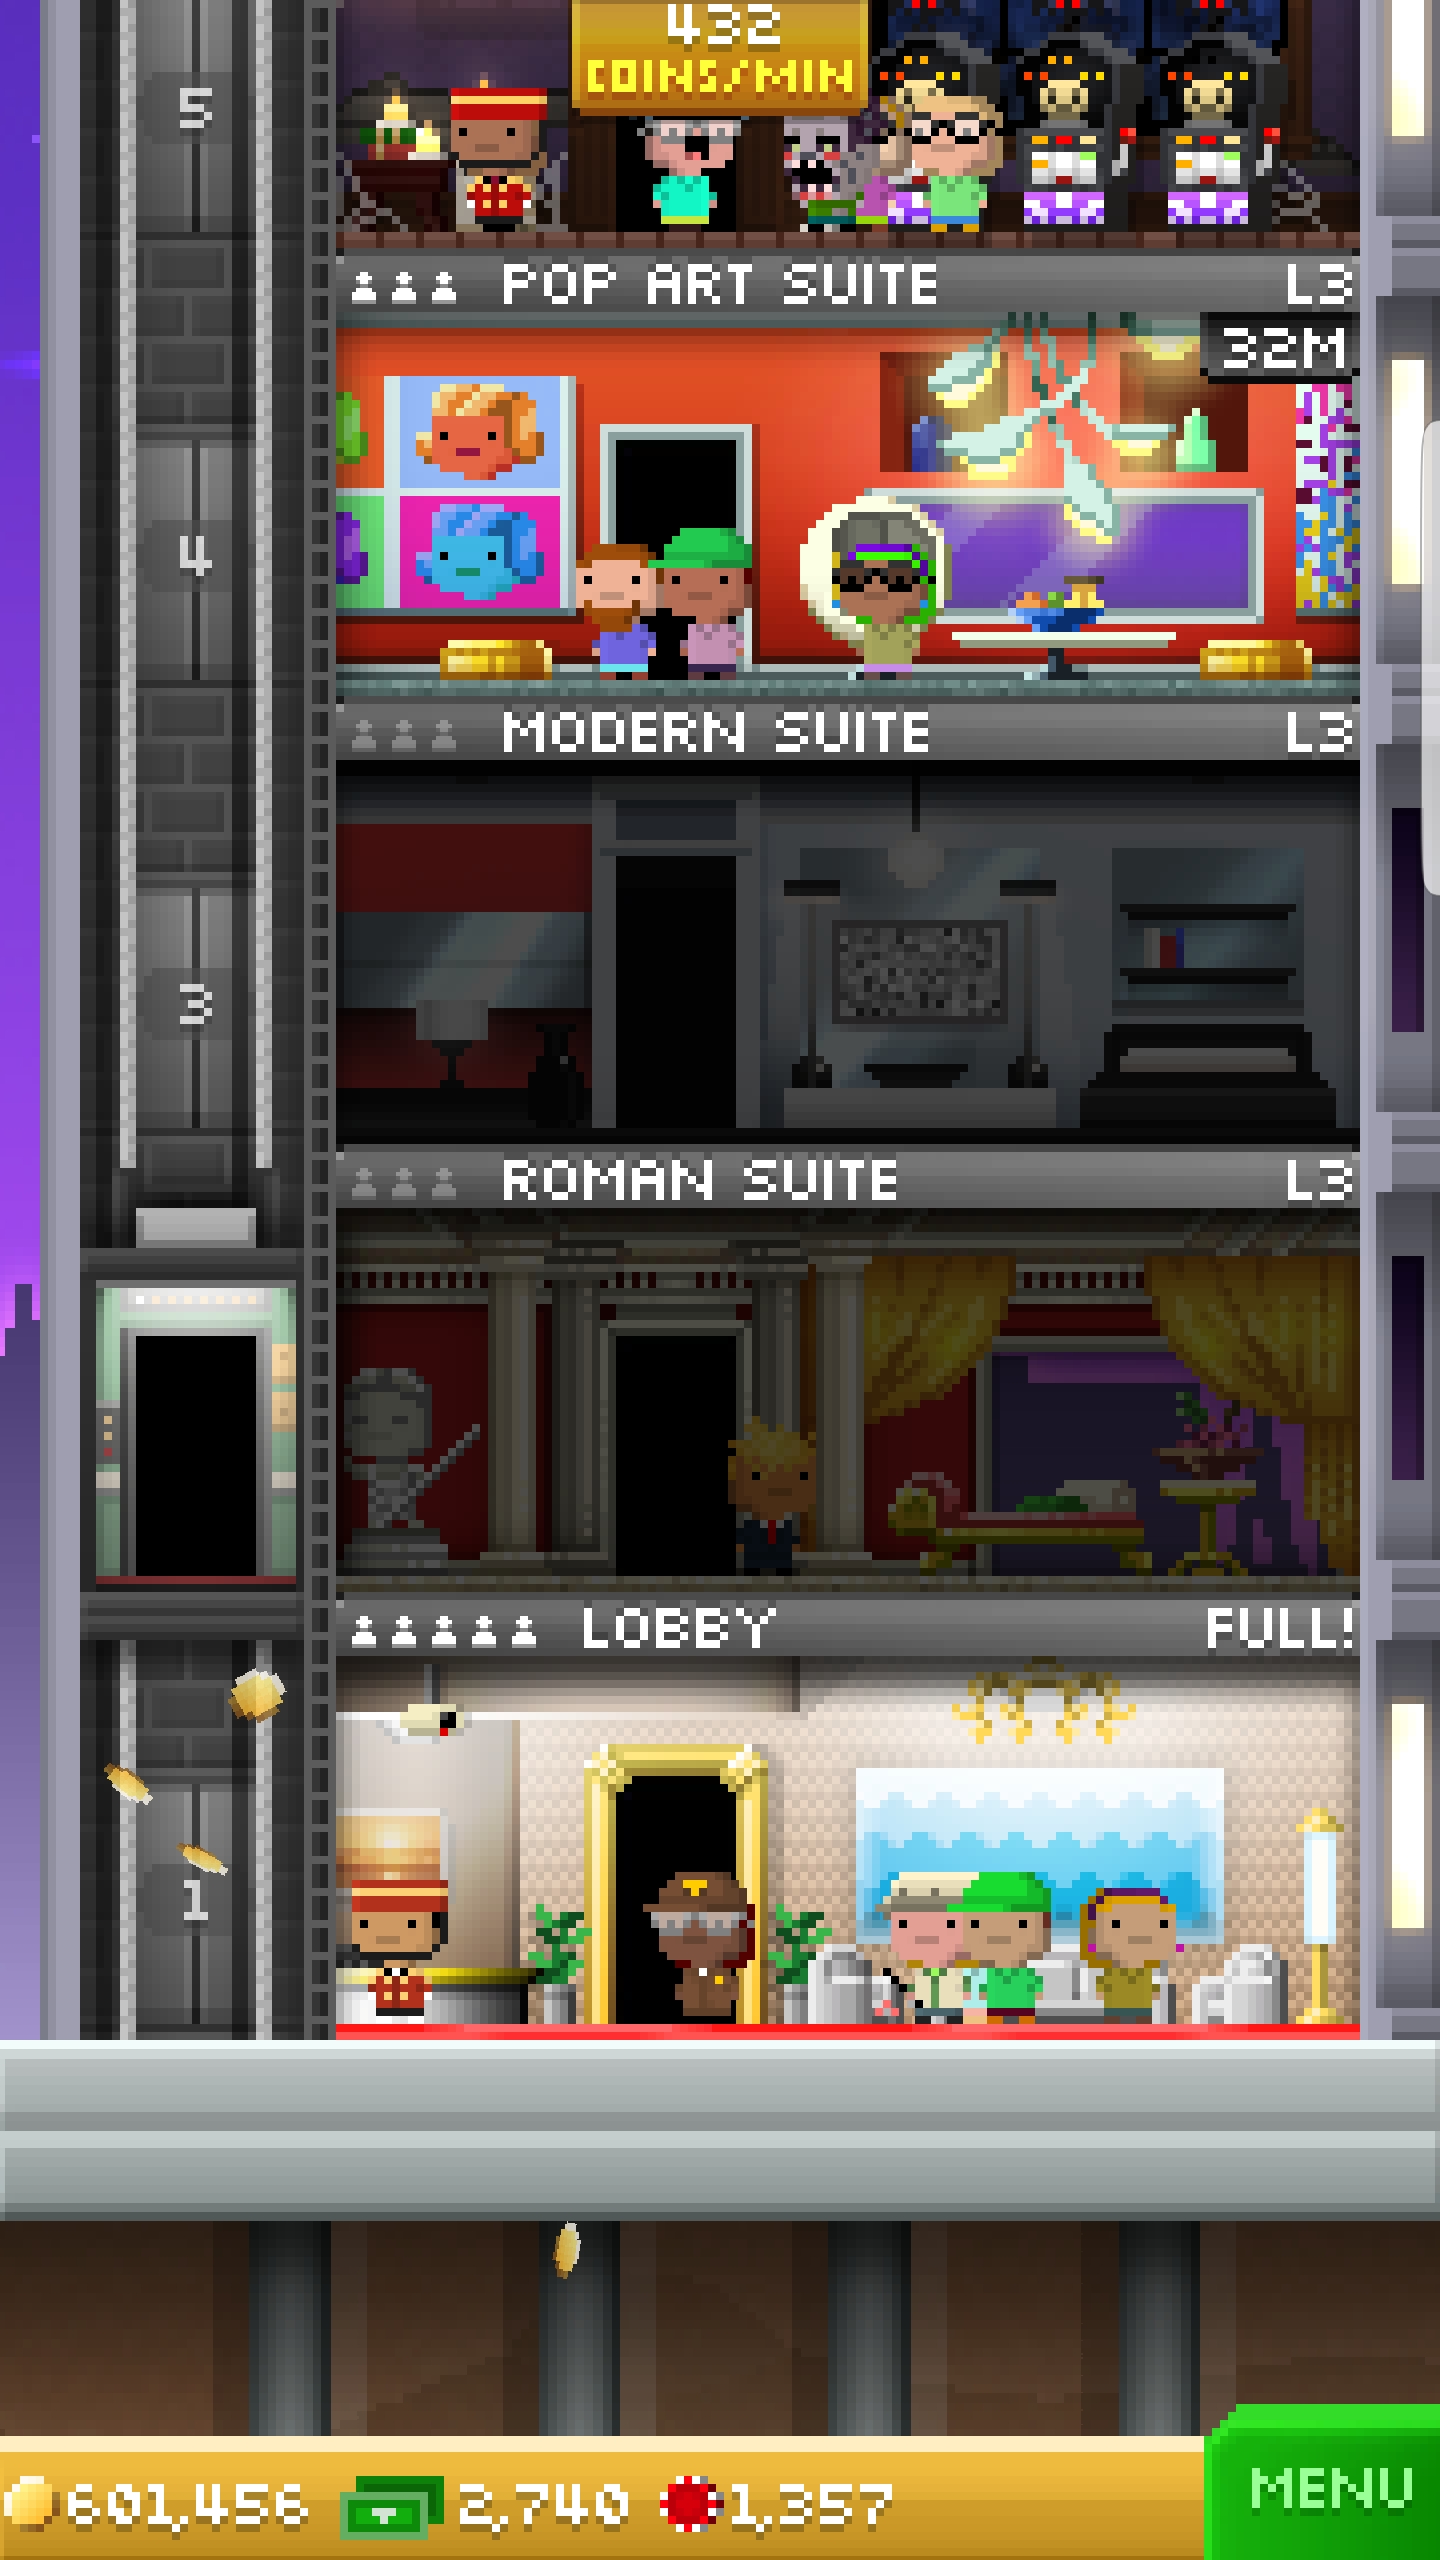 432
COINS/MIN
5
POP ART SUITE L3
32M
4
MODERN SUITE L3
3
ROMAN SUITE L3
LOBBY FULL!
1
601,456 2,740 1,357
MENU